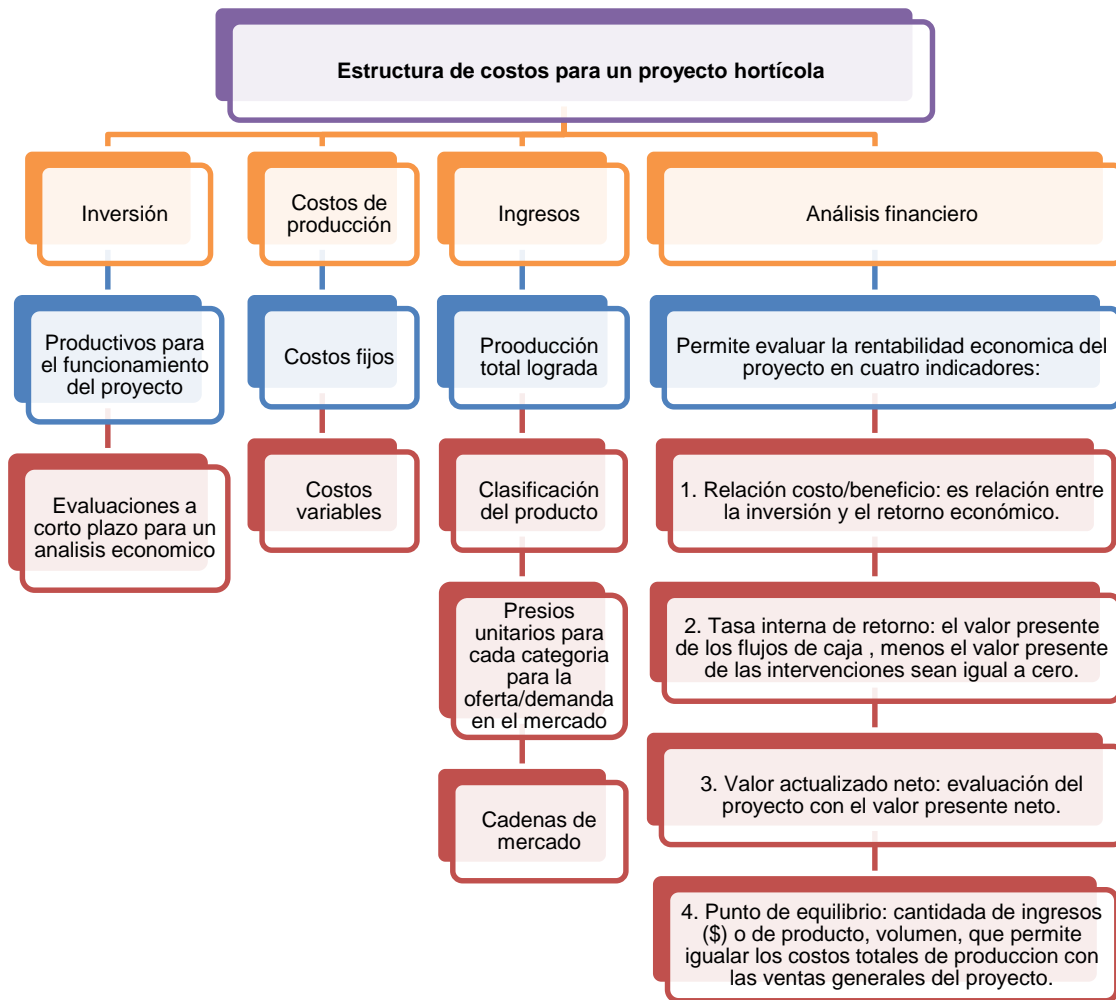 Estructura de costos para un proyecto hortícola
Inversión
Productivos para
el funcionamiento
del proyecto
Evaluaciones a
corto plazo para un
analisis economico
Costos de
producción
Costos fijos
Costos
variables
Ingresos
Prooducción
total lograda
Clasificación
del producto
Presios
unitarios para
cada categoria
para la
oferta/demanda
en el mercado
Cadenas de
mercado
Análisis financiero
Permite evaluar la rentabilidad economica del
proyecto en cuatro indicadores:
1. Relación costo/beneficio: es relación entre
la inversión y el retorno económico.
2. Tasa interna de retorno: el valor presente
de los flujos de caja , menos el valor presente
de las intervenciones sean igual a cero.
3. Valor actualizado neto: evaluación del
proyecto con el valor presente neto.
4. Punto de equilibrio: cantidada de ingresos
($) o de producto, volumen, que permite
igualar los costos totales de produccion con
las ventas generales del proyecto.